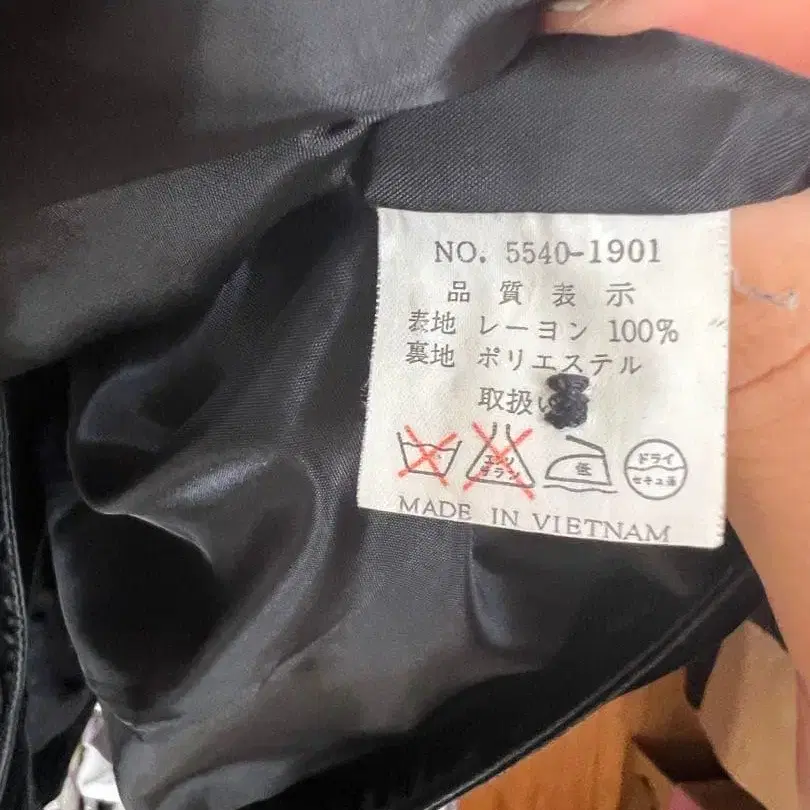 NO. 5540-1901
品質表示
表地 レーヨン 100%
裏地 ポリエステル
取扱い
エンソ
サラシ
低
ドライ
セキユ系
MADE IN VIETNAM